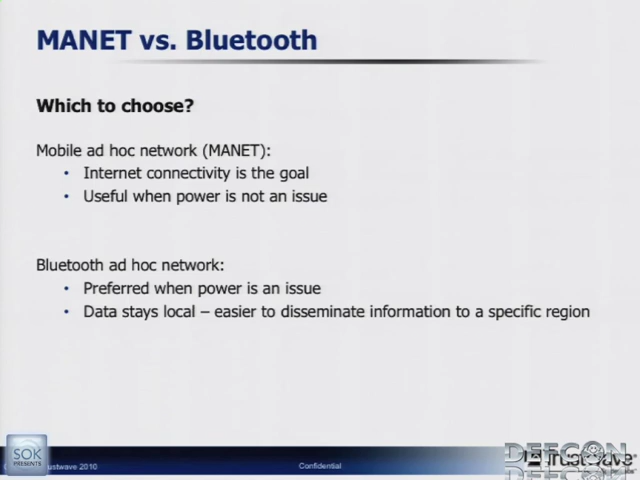 MANET vs. Bluetooth
Which to choose?
Mobile ad hoc network (MANET):
• Internet connectivity is the goal
• Useful when power is not an issue
Bluetooth ad hoc network:
• Preferred when power is an issue
• Data stays local – easier to disseminate information to a specific region
SOK
PRESENTS
2010
Confidential
DEFCON
Trustwave